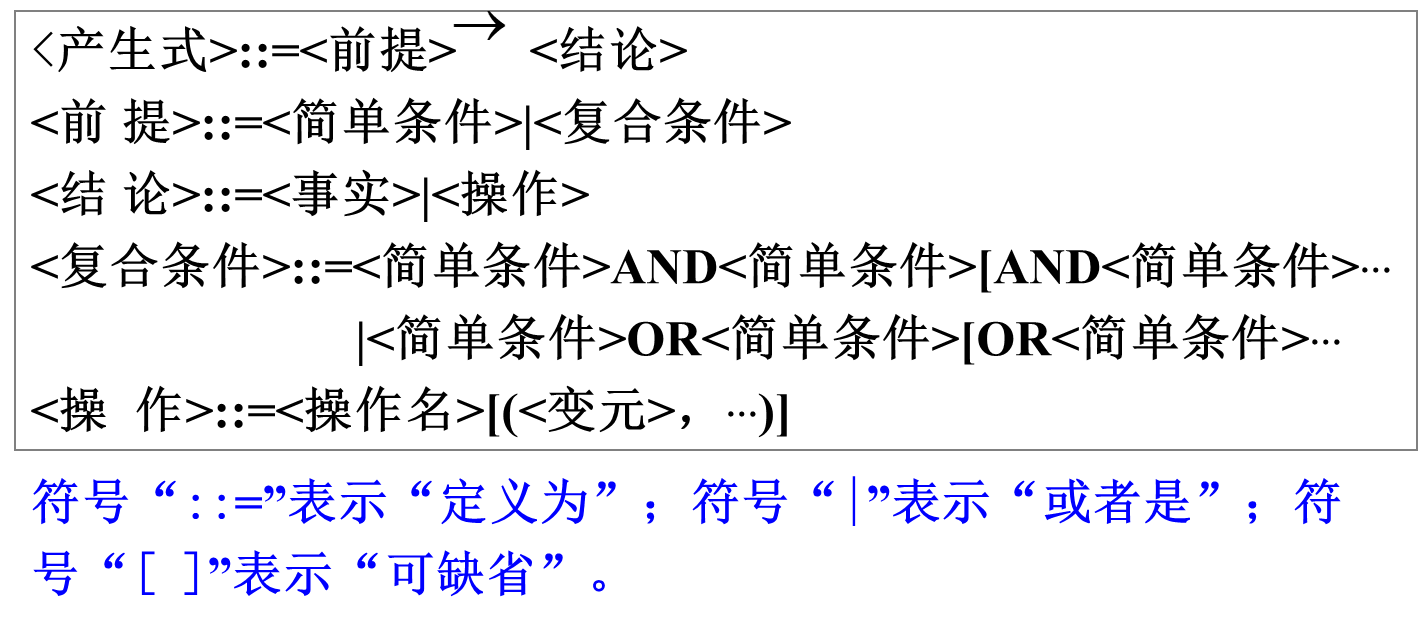 <产生式>::=<前提>→ <结论>
<前 提>::=<简单条件>|<复合条件>
<结 论>::=<事实>|<操作>
<复合条件>::=<简单条件>AND<简单条件>[AND<简单条件>…
|<简单条件>OR<简单条件>[OR<简单条件>…
<操 作>::=<操作名>[(<变元>，…)]
符号“::=”表示“定义为”；符号“|”表示“或者是”；符
号“[ ]”表示“可缺省”。